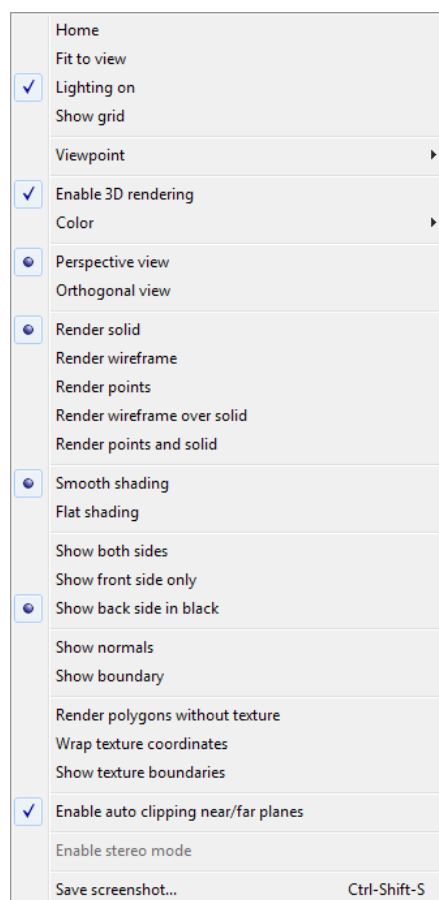 Home
Fit to view
Lighting on
Show grid
Viewpoint
Enable 3D rendering
Color
Perspective view
Orthogonal view
Render solid
Render wireframe
Render points
Render wireframe over solid
Render points and solid
Smooth shading
Flat shading
Show both sides
Show front side only
Show back side in black
Show normals
Show boundary
Render polygons without texture
Wrap texture coordinates
Show texture boundaries
Enable auto clipping near/far planes
Enable stereo mode
Save screenshot... Ctrl-Shift-S